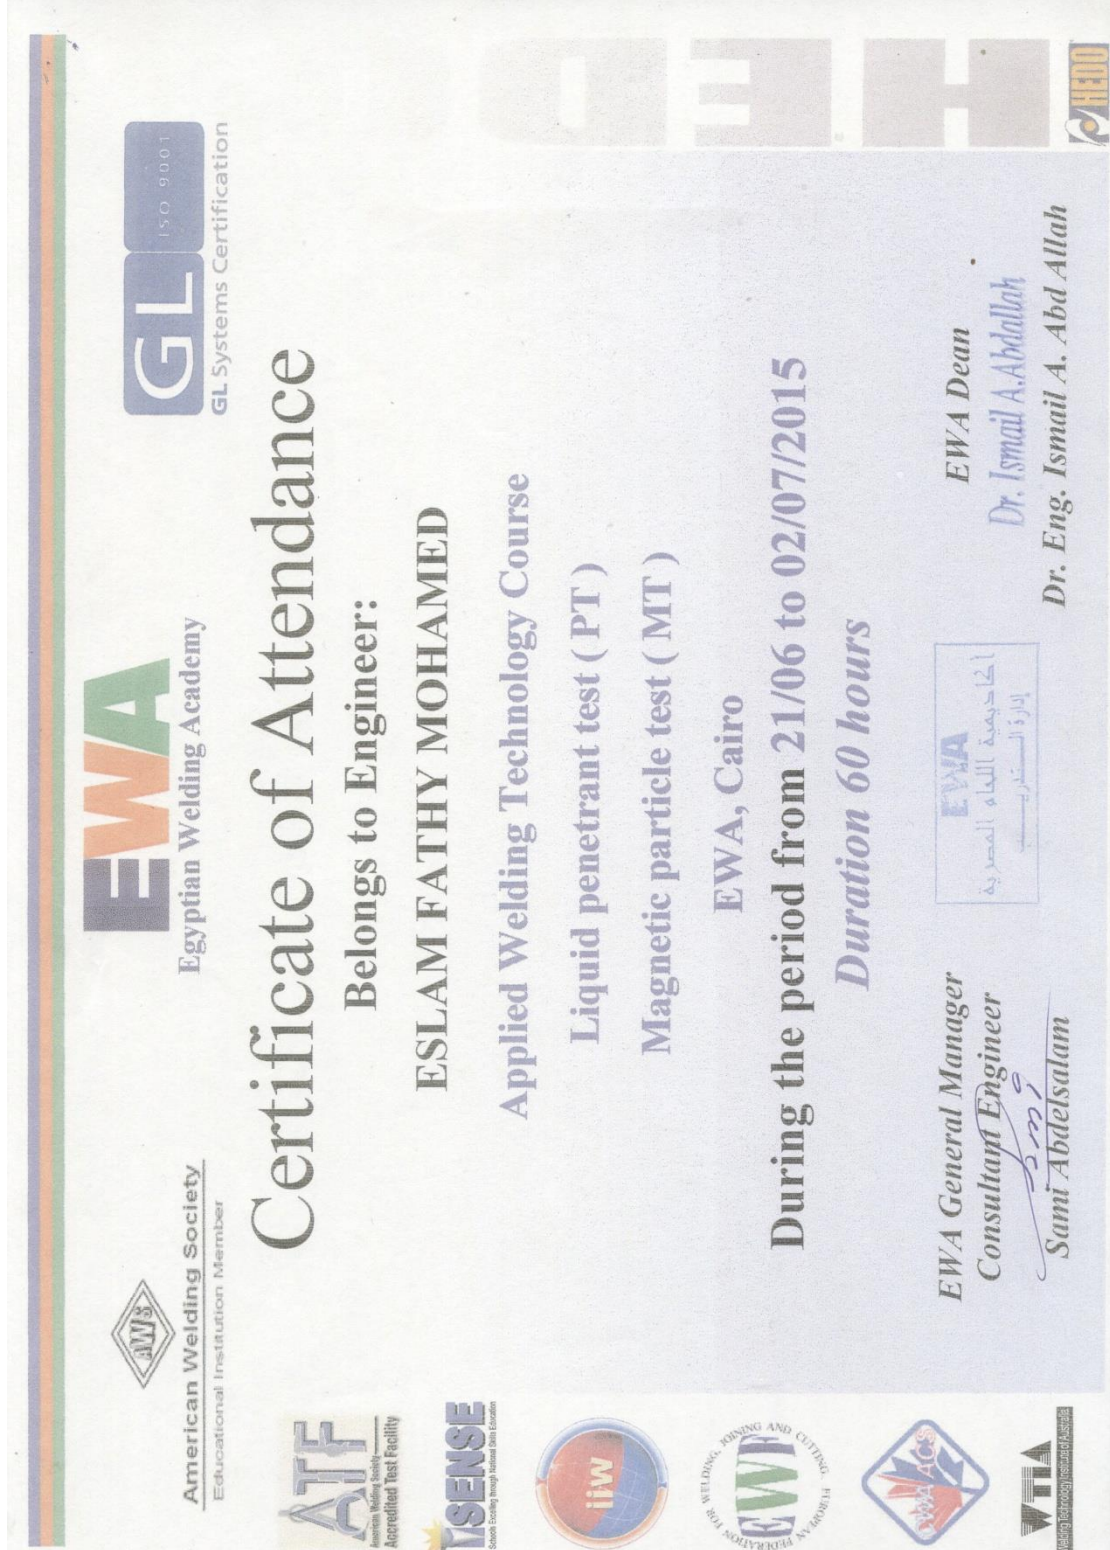 AWS
American Welding Society
Educational Institution Member
EWA
Egyptian Welding Academy
GL ISO 9001
GL Systems Certification
Certificate of Attendance
Belongs to Engineer:
ESLAM FATHY MOHAMED
Applied Welding Technology Course
Liquid penetrant test ( PT )
Magnetic particle test ( MT )
EWA, Cairo
During the period from 21/06 to 02/07/2015
Duration 60 hours
EWA General Manager
Consultant Engineer
Sami Abdelsalam
EWA
اكاديمية اللحام المصرية
إدارة التدريب
EWA Dean
Dr. Ismail A.Abdallah
Dr. Eng. Ismail A. Abd Allah
ATF
American Welding Society
Accredited Test Facility
SENSE
Schools Excelling through National Skills Education
iiw
EWF
EUROPEAN FEDERATION FOR WELDING, JOINING AND CUTTING
WTIA
Welding Technology Institute of Australia
HED
HEDO